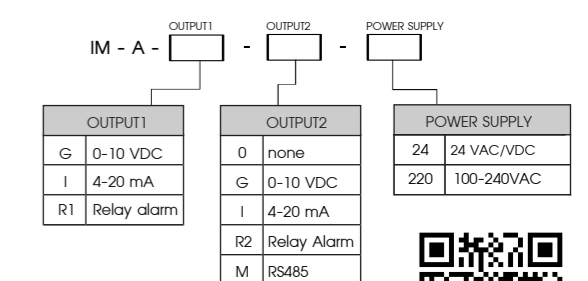 OUTPUT1 OUTPUT2 POWER SUPPLY
IM - A - - -
OUTPUT1
G 0-10 VDC
I 4-20 mA
R1 Relay alarm
OUTPUT2
0 none
G 0-10 VDC
I 4-20 mA
R2 Relay Alarm
M RS485
POWER SUPPLY
24 24 VAC/VDC
220 100-240VAC